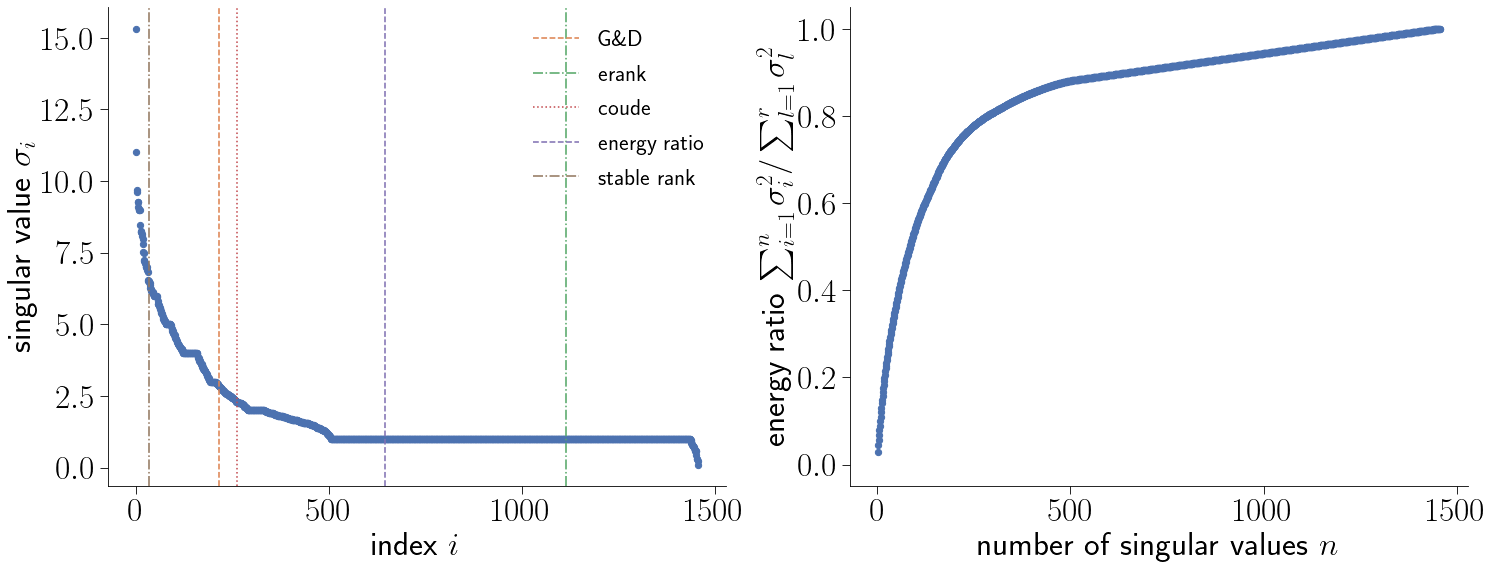 singular value σ_i
15.0
12.5
10.0
7.5
5.0
2.5
0.0
0 500 1000 1500
index i
G&D
erank
coude
energy ratio
stable rank
energy ratio ∑_{i=1}^{n} σ_i^2 / ∑_{l=1}^{r} σ_l^2
1.0
0.8
0.6
0.4
0.2
0.0
0 500 1000 1500
number of singular values n